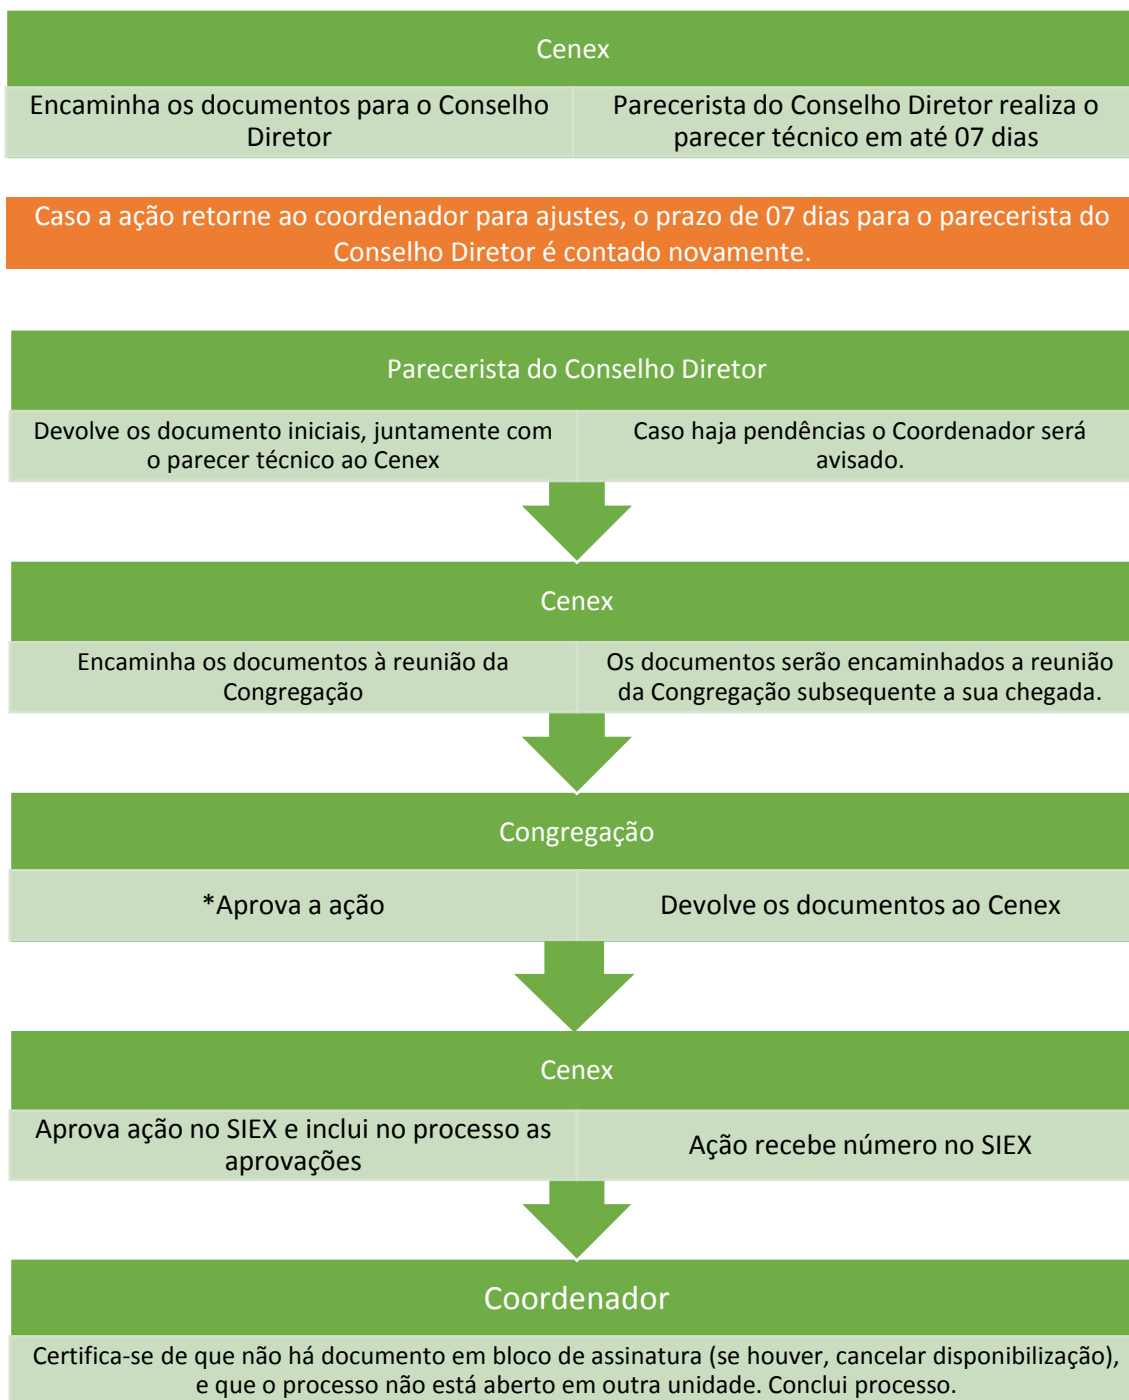 Cenex
Encaminha os documentos para o Conselho
Diretor
Parecerista do Conselho Diretor realiza o
parecer técnico em até 07 dias
Caso a ação retorne ao coordenador para ajustes, o prazo de 07 dias para o parecerista do
Conselho Diretor é contado novamente.
Parecerista do Conselho Diretor
Devolve os documento iniciais, juntamente com
o parecer técnico ao Cenex
Caso haja pendências o Coordenador será
avisado.
Cenex
Encaminha os documentos à reunião da
Congregação
Os documentos serão encaminhados a reunião
da Congregação subsequente a sua chegada.
Congregação
*Aprova a ação
Devolve os documentos ao Cenex
Cenex
Aprova ação no SIEX e inclui no processo as
aprovações
Ação recebe número no SIEX
Coordenador
Certifica-se de que não há documento em bloco de assinatura (se houver, cancelar disponibilização),
e que o processo não está aberto em outra unidade. Conclui processo.